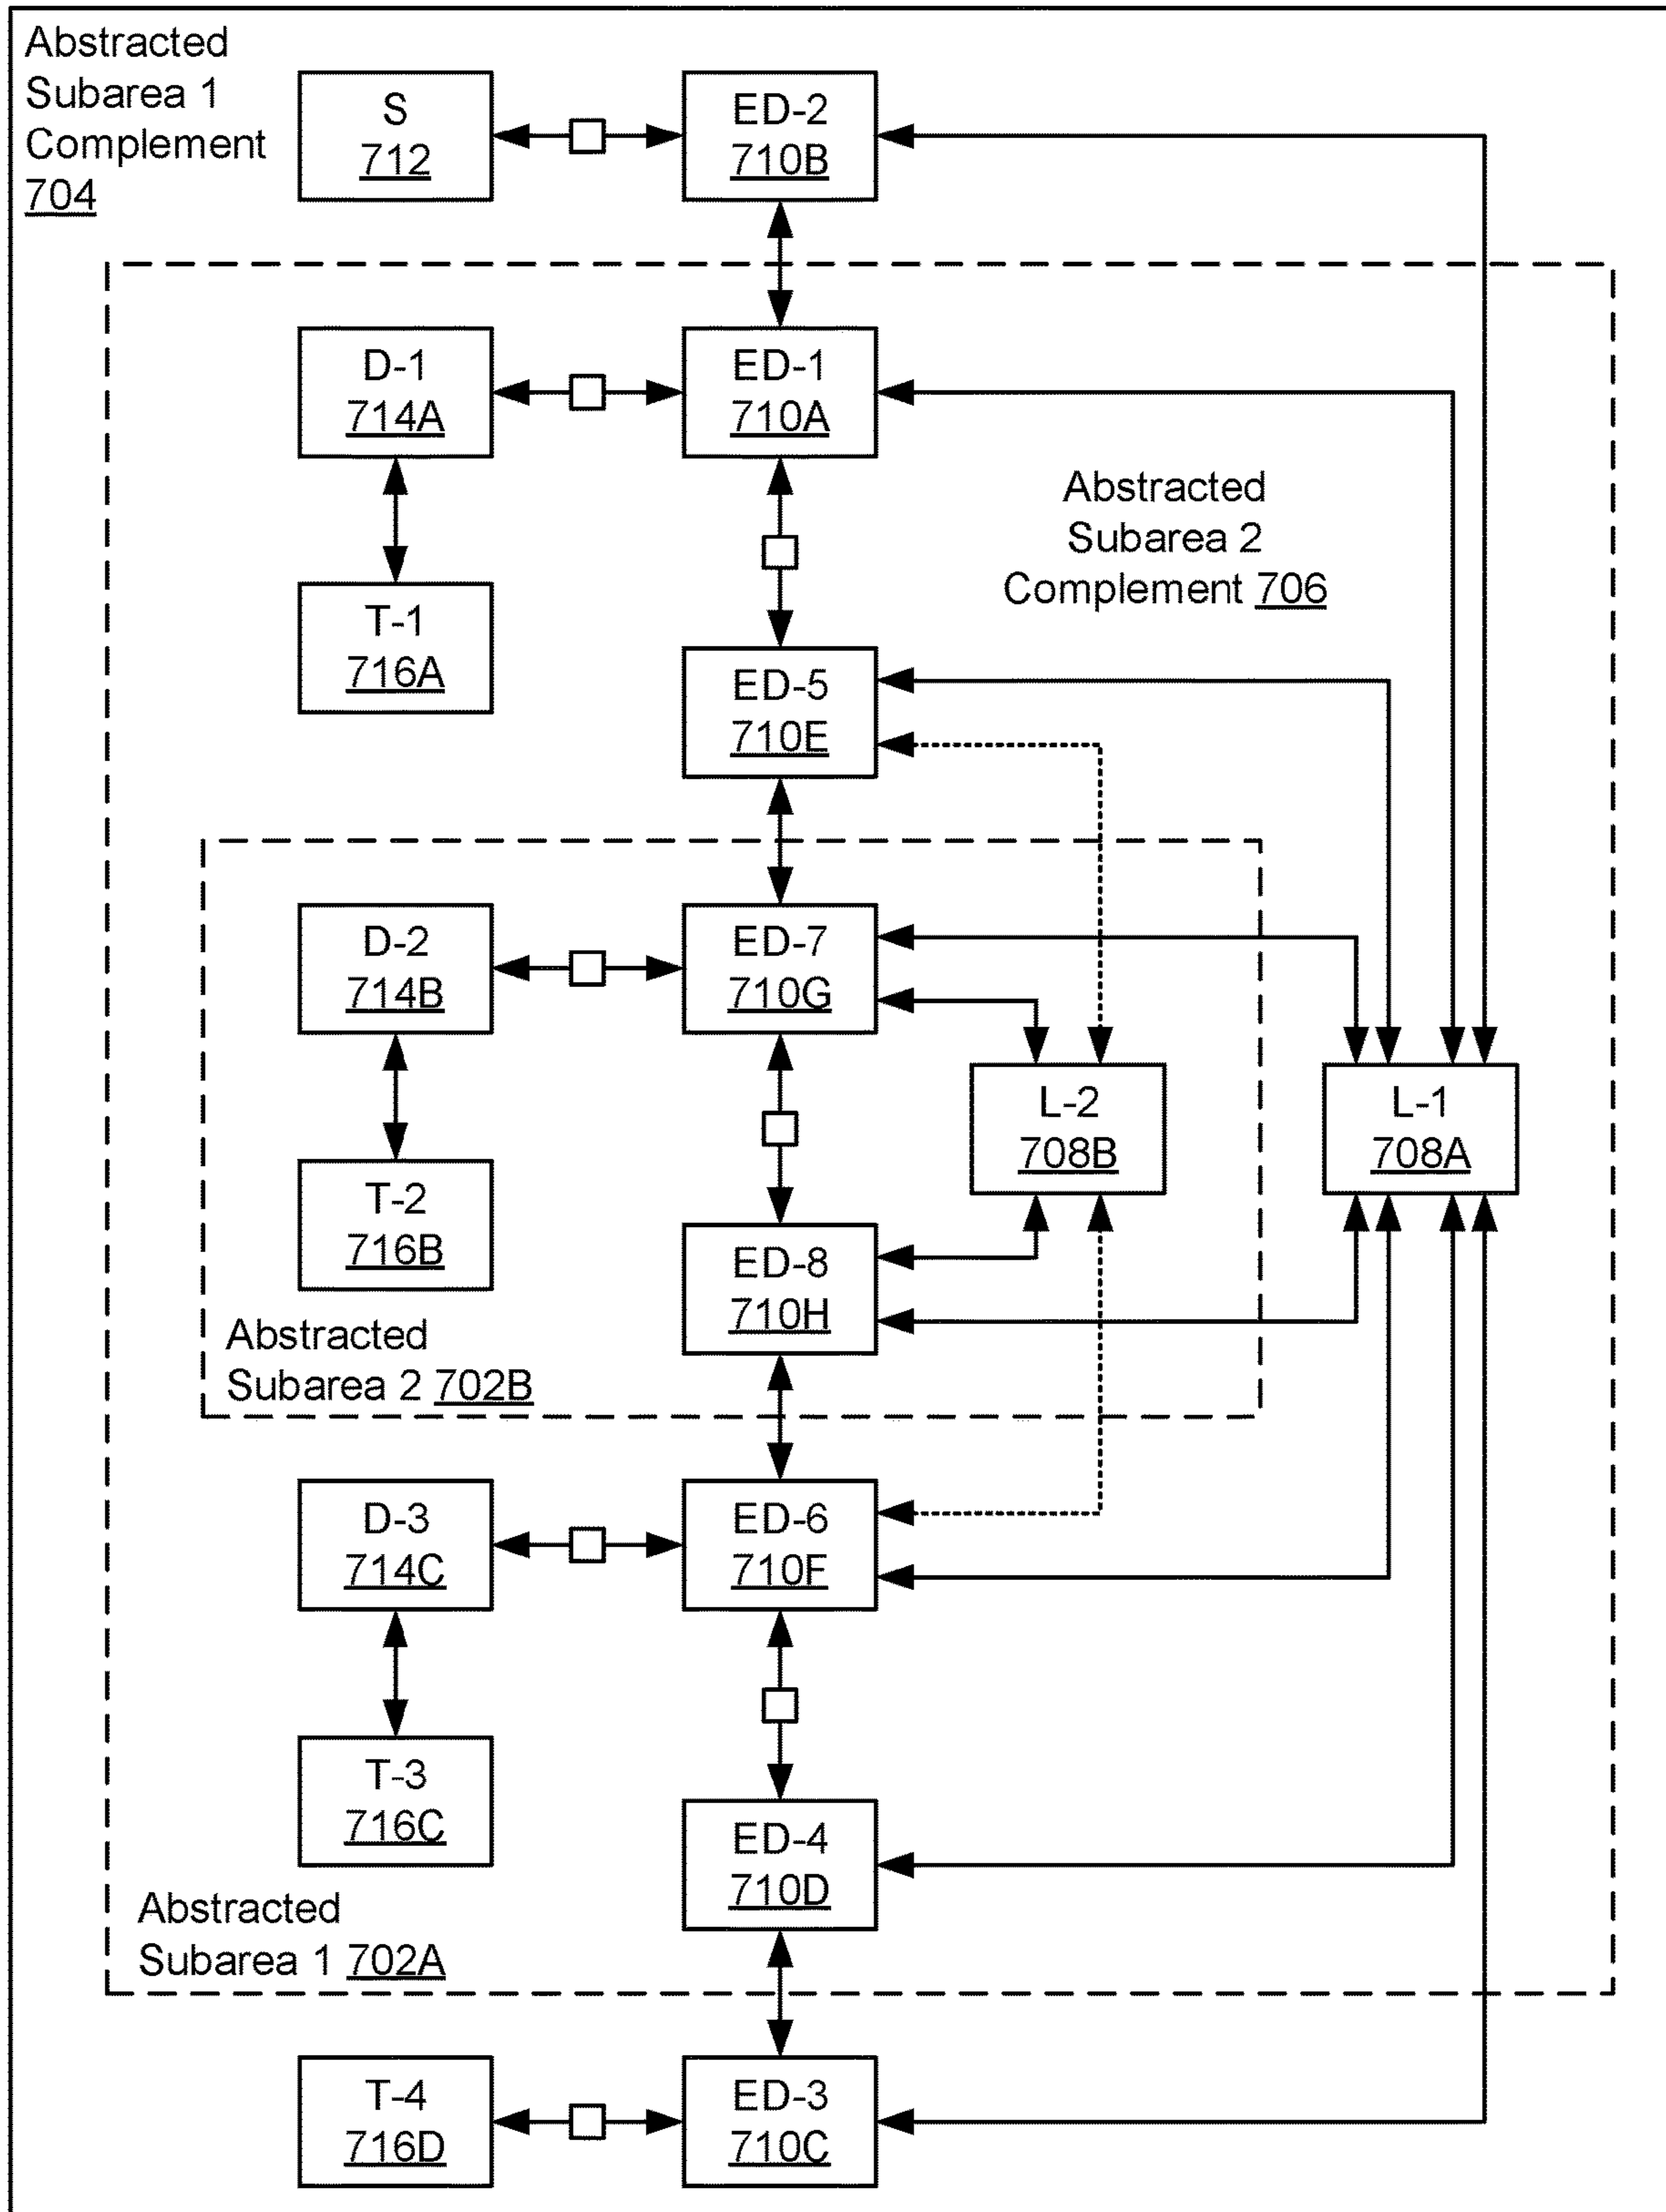 Abstracted
Subarea 1
Complement
704
S
712
ED-2
710B
D-1
714A
ED-1
710A
Abstracted
Subarea 2
Complement 706
T-1
716A
ED-5
710E
D-2
714B
ED-7
710G
L-2
708B
L-1
708A
T-2
716B
ED-8
710H
Abstracted
Subarea 2 702B
D-3
714C
ED-6
710F
T-3
716C
ED-4
710D
Abstracted
Subarea 1 702A
T-4
716D
ED-3
710C